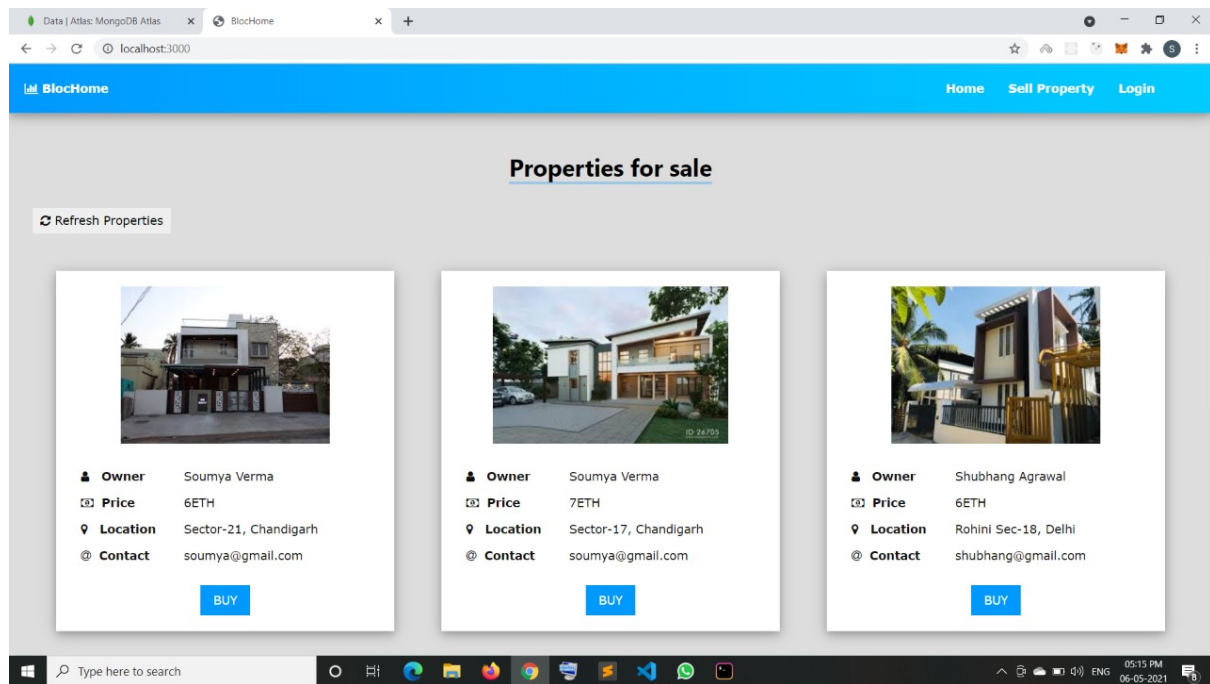 Data | Atlas: MongoDB Atlas
BlocHome
localhost:3000
S
BlocHome
Home Sell Property Login
Properties for sale
Refresh Properties
ID 26705
Owner Soumya Verma
Price 6ETH
Location Sector-21, Chandigarh
@ Contact soumya@gmail.com
BUY
Owner Soumya Verma
Price 7ETH
Location Sector-17, Chandigarh
@ Contact soumya@gmail.com
BUY
Owner Shubhang Agrawal
Price 6ETH
Location Rohini Sec-18, Delhi
@ Contact shubhang@gmail.com
BUY
Type here to search
ENG
05:15 PM
06-05-2021
8